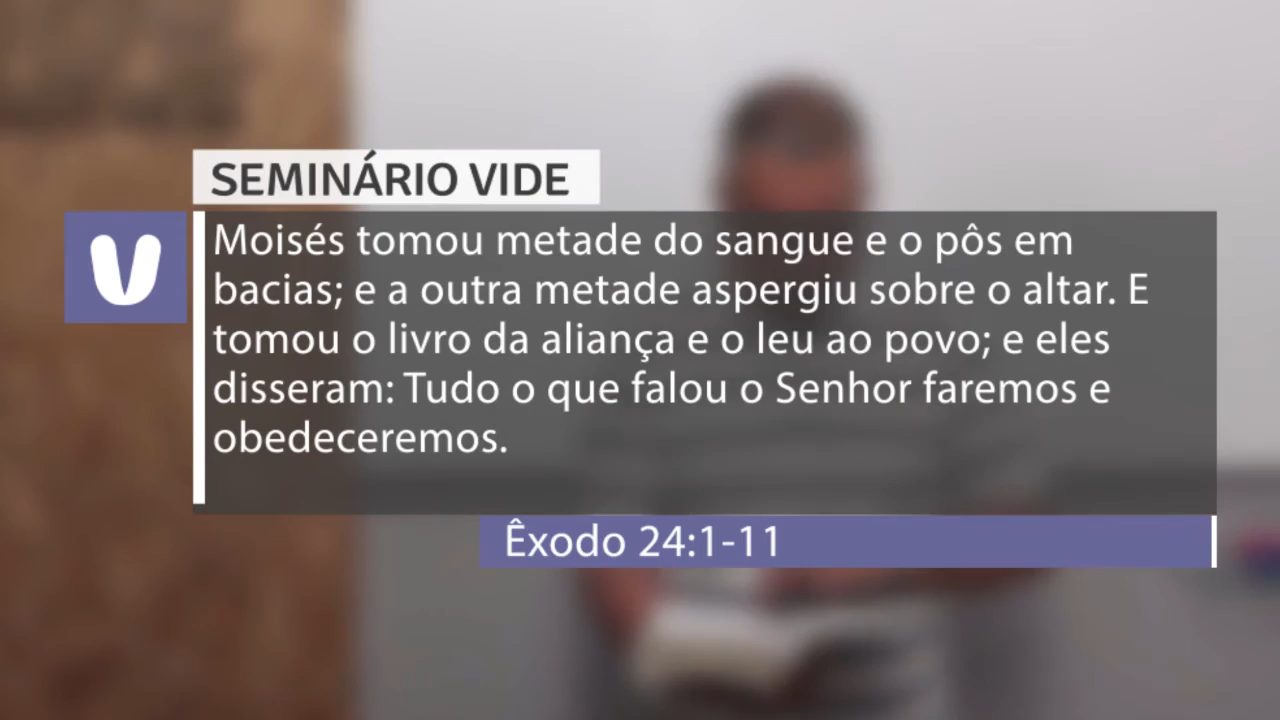 SEMINÁRIO VIDE
Moisés tomou metade do sangue e o pôs em
bacias; e a outra metade aspergiu sobre o altar. E
tomou o livro da aliança e o leu ao povo; e eles
disseram: Tudo o que falou o Senhor faremos e
obedeceremos.
Êxodo 24:1-11